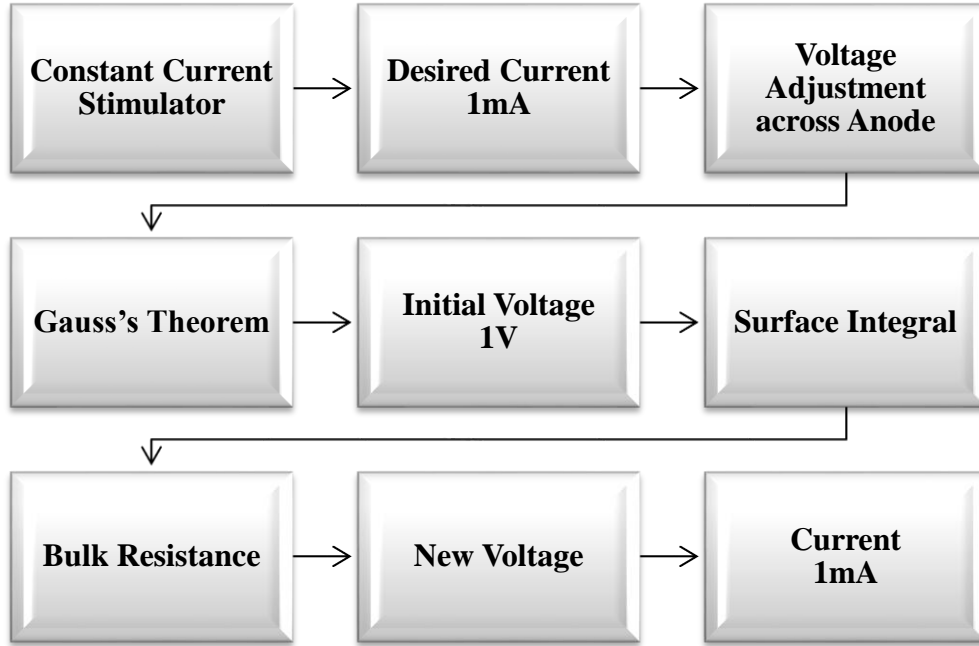 Constant Current
Stimulator
Desired Current
1mA
Voltage
Adjustment
across Anode
Gauss’s Theorem
Initial Voltage
1V
Surface Integral
Bulk Resistance
New Voltage
Current
1mA